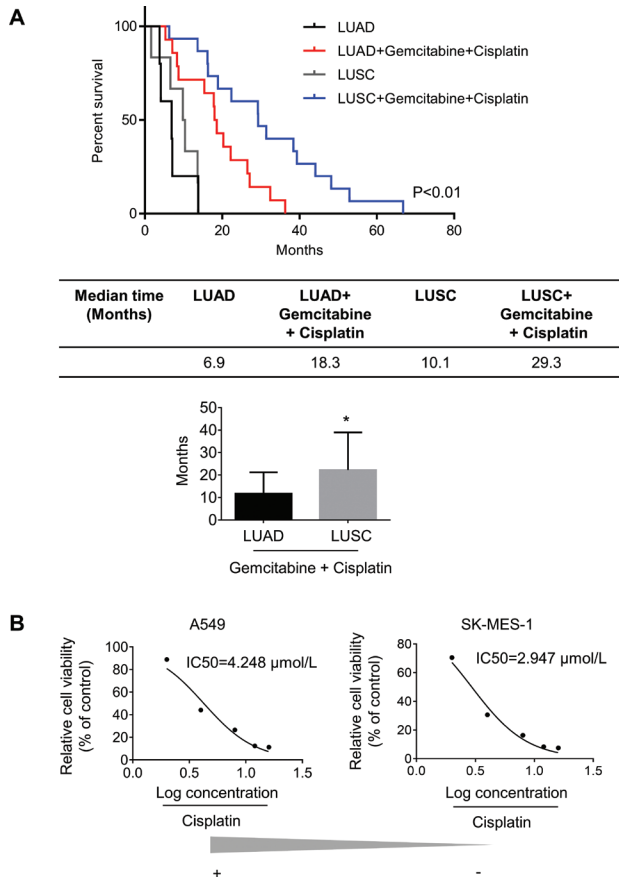 A
LUAD
LUAD+Gemcitabine+Cisplatin
LUSC
LUSC+Gemcitabine+Cisplatin
Percent survival
100
50
0
P<0.01
0 20 40 60 80
Months
Median time (Months) LUAD LUAD+ Gemcitabine + Cisplatin LUSC LUSC+ Gemcitabine + Cisplatin
6.9 18.3 10.1 29.3
Months
50
40
30
20
10
0
*
LUAD LUSC
Gemcitabine + Cisplatin
B
A549
IC50=4.248 μmol/L
Relative cell viability
(% of control)
100
80
60
40
20
0
0.0 0.5 1.0 1.5
Log concentration
Cisplatin
SK-MES-1
IC50=2.947 μmol/L
Relative cell viability
(% of control)
80
60
40
20
0
0.0 0.5 1.0 1.5
Log concentration
Cisplatin
+ -